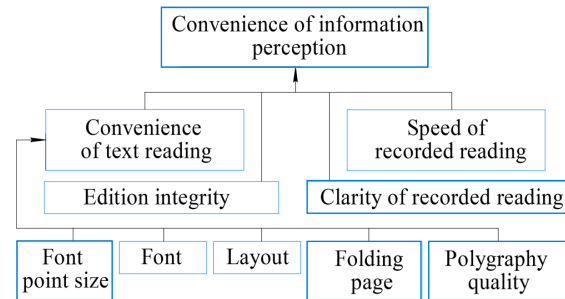 Convenience of information
perception
Convenience
of text reading
Speed of
recorded reading
Edition integrity
Clarity of recorded reading
Font
point size
Font
Layout
Folding
page
Polygraphy
quality